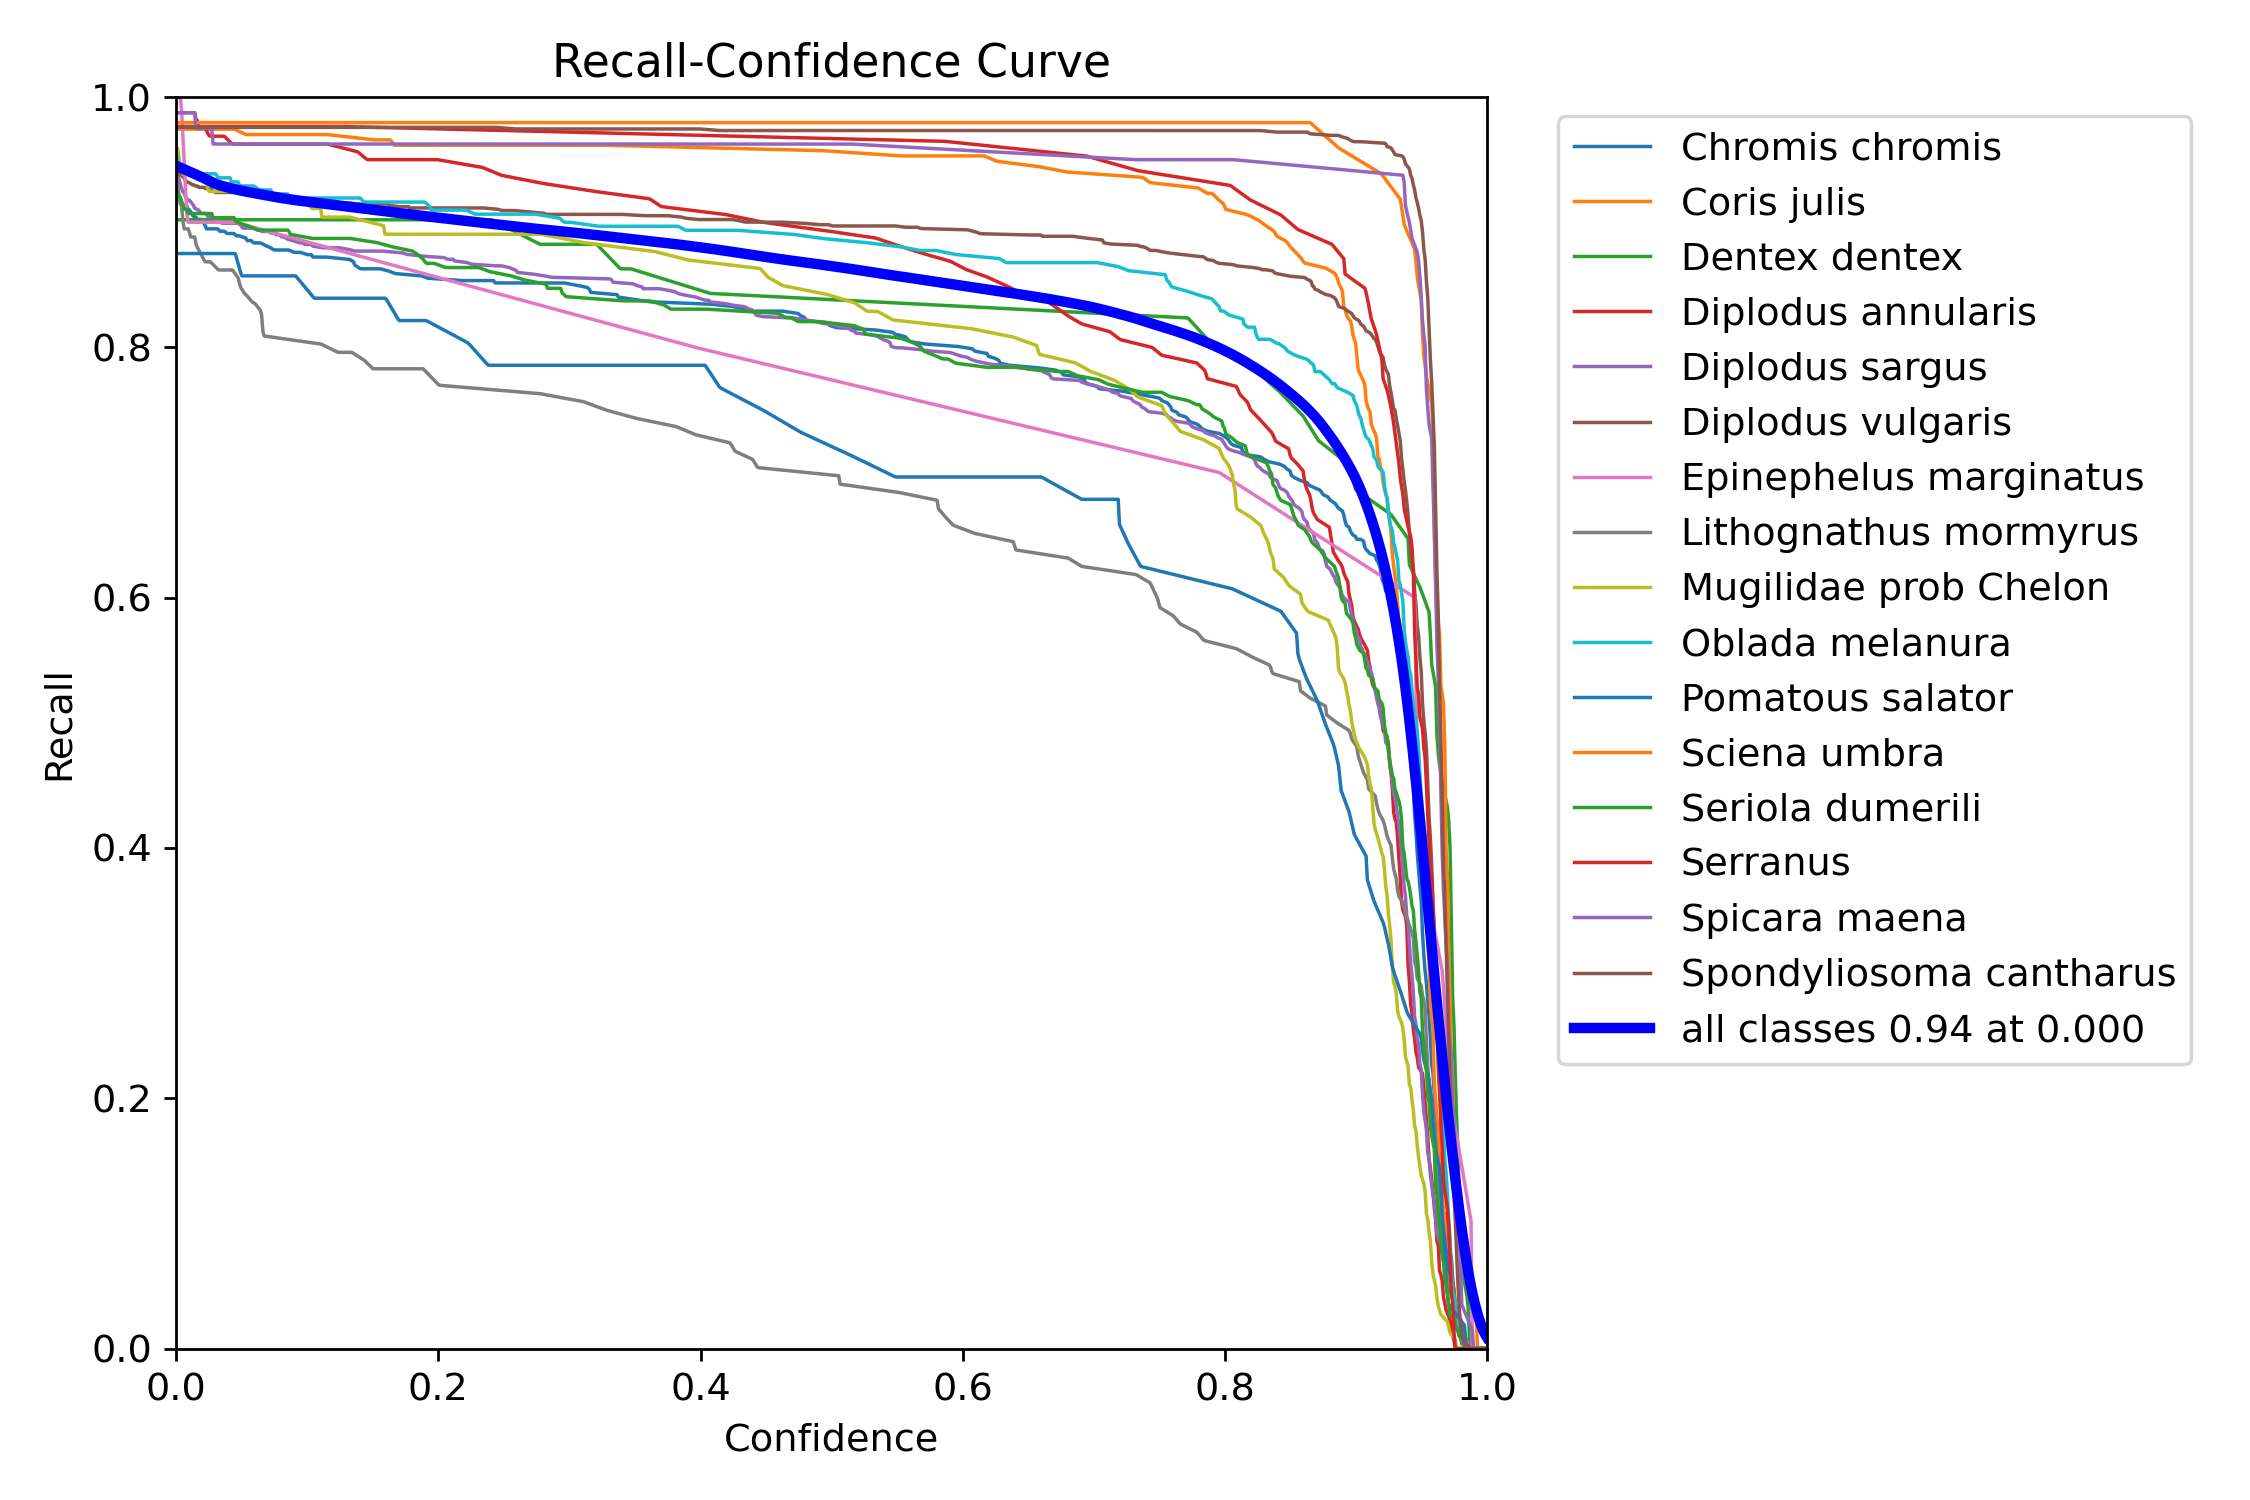 Recall-Confidence Curve
1.0
0.8
0.6
0.4
0.2
0.0
Recall
0.0 0.2 0.4 0.6 0.8 1.0
Confidence
Chromis chromis
Coris julis
Dentex dentex
Diplodus annularis
Diplodus sargus
Diplodus vulgaris
Epinephelus marginatus
Lithognathus mormyrus
Mugilidae prob Chelon
Oblada melanura
Pomatous salator
Sciena umbra
Seriola dumerili
Serranus
Spicara maena
Spondyliosoma cantharus
all classes 0.94 at 0.000